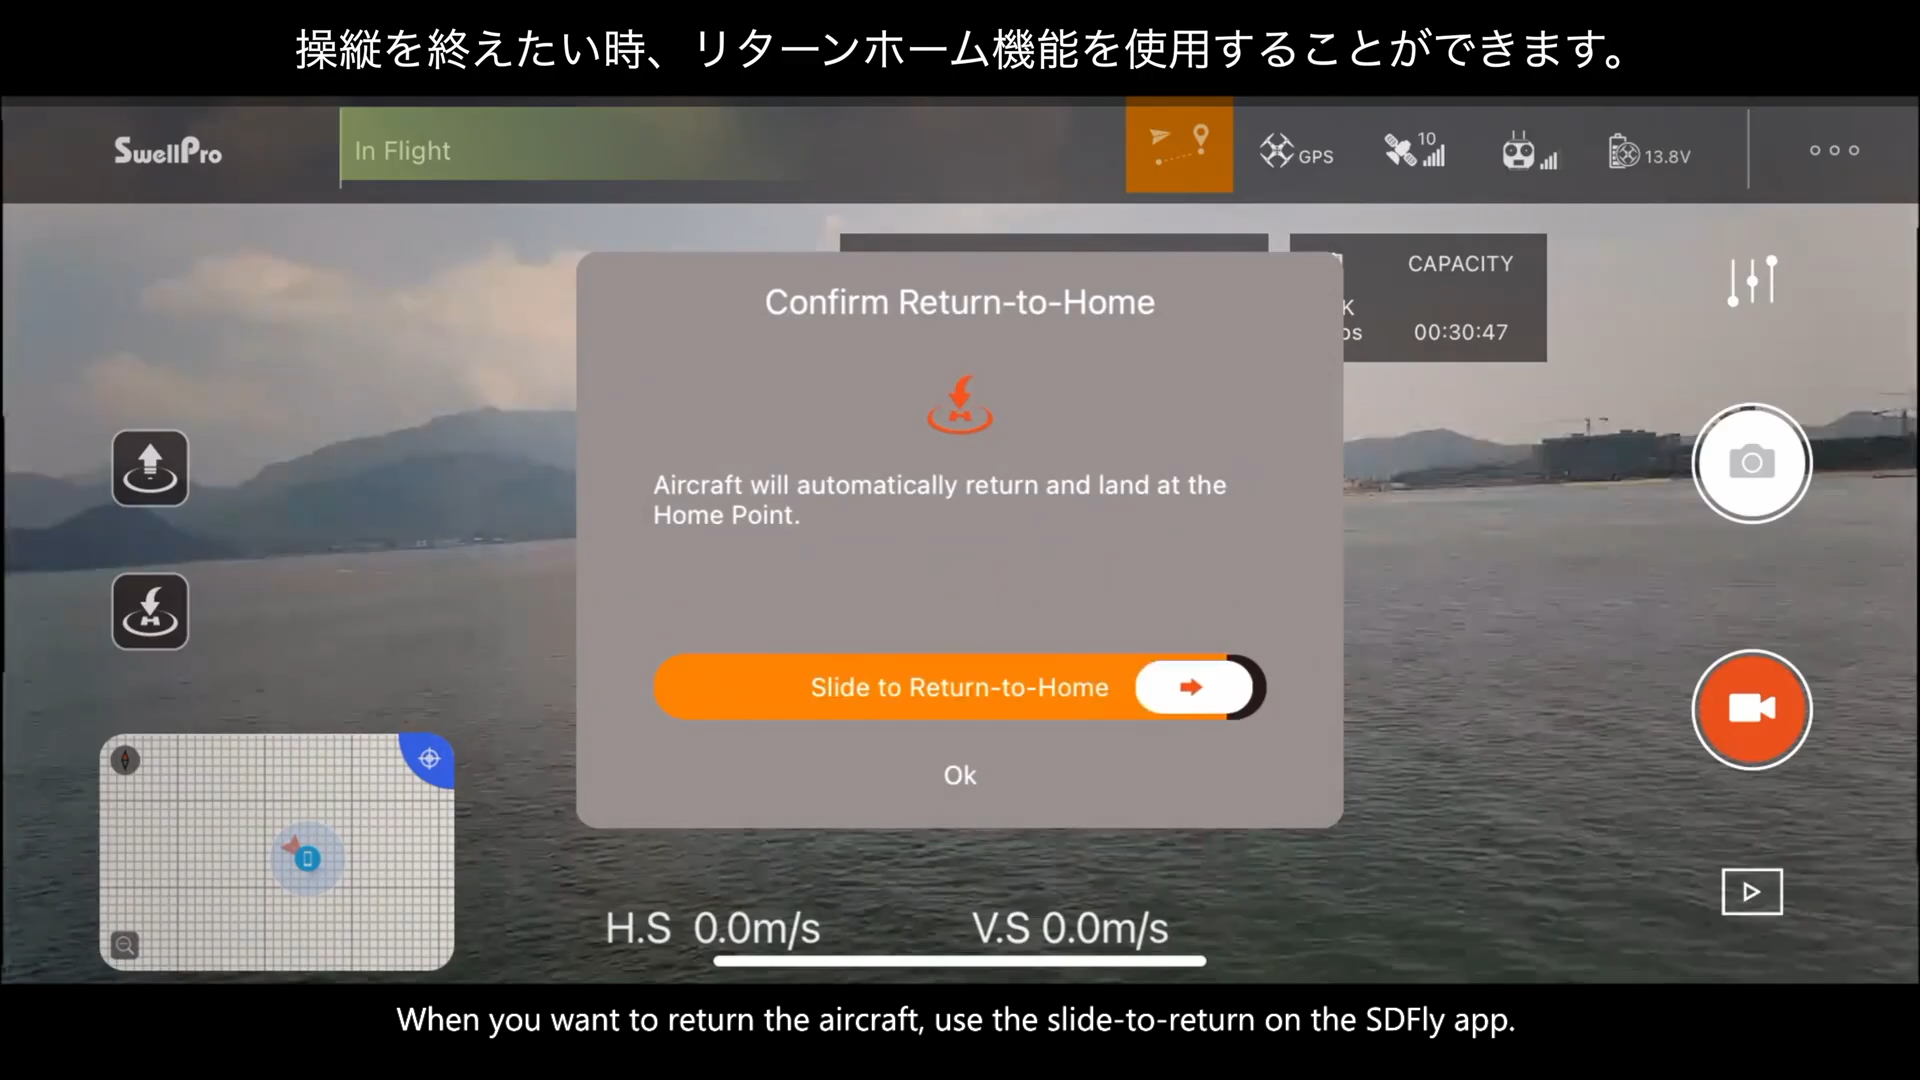 操縦を終えたい時、リターンホーム機能を使用することができます。
SwellPro
In Flight
GPS
10
13.8V
CAPACITY
00:30:47
Confirm Return-to-Home
Aircraft will automatically return and land at the
Home Point.
Slide to Return-to-Home
Ok
H.S 0.0m/s
V.S 0.0m/s
When you want to return the aircraft, use the slide-to-return on the SDFly app.